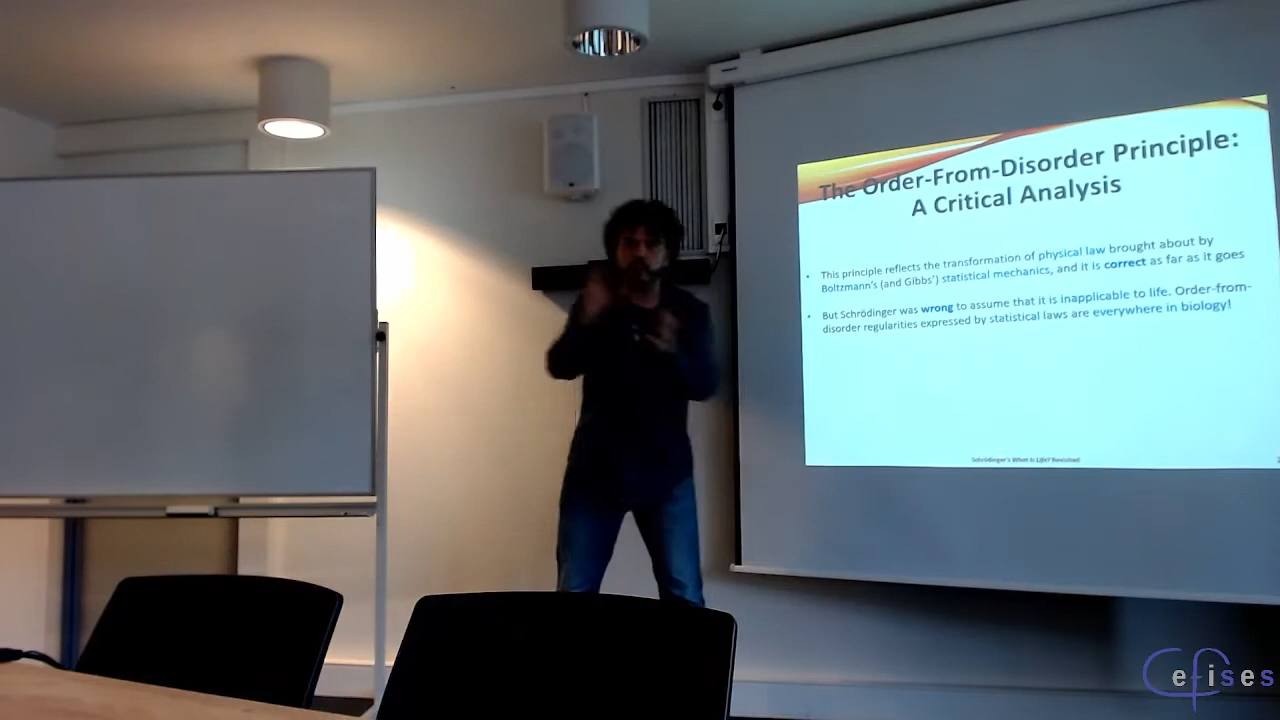 The Order-From-Disorder Principle:
A Critical Analysis
• This principle reflects the transformation of physical law brought about by
Boltzmann's (and Gibbs') statistical mechanics, and it is correct as far as it goes
• But Schrödinger was wrong to assume that it is inapplicable to life. Order-from-
disorder regularities expressed by statistical laws are everywhere in biology!
Schrödinger's What Is Life? Revisited
Cefises